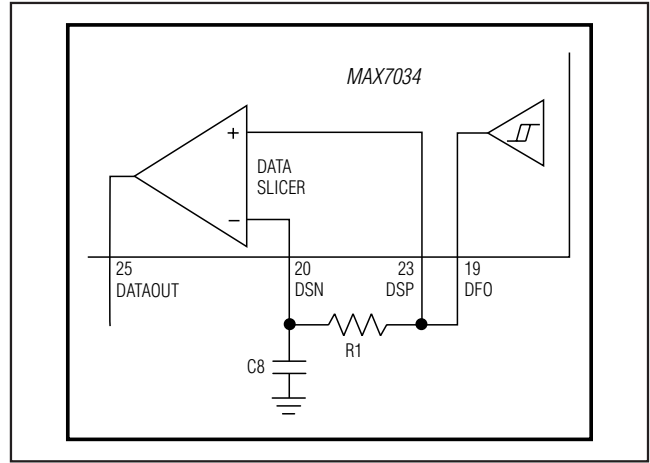 MAX7034
+
DATA
SLICER
−
25
DATAOUT
20
DSN
23
DSP
19
DFO
R1
C8